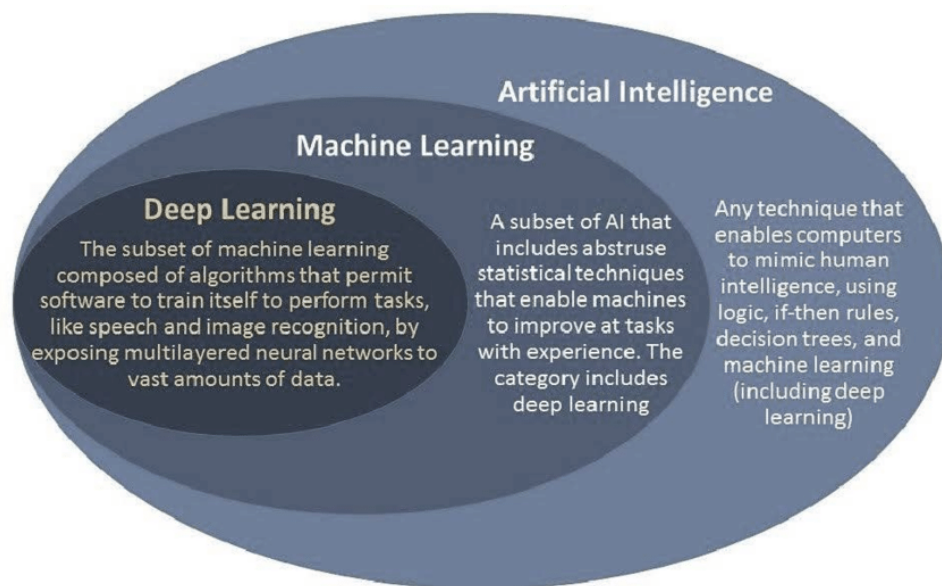 Artificial Intelligence
Machine Learning
Deep Learning
The subset of machine learning
composed of algorithms that permit
software to train itself to perform tasks,
like speech and image recognition, by
exposing multilayered neural networks to
vast amounts of data.
A subset of AI that
includes abstruse
statistical techniques
that enable machines
to improve at tasks
with experience. The
category includes
deep learning
Any technique that
enables computers
to mimic human
intelligence, using
logic, if-then rules,
decision trees, and
machine learning
(including deep
learning)